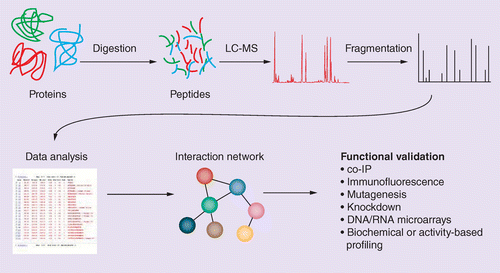 Digestion
LC-MS
Fragmentation
Proteins
Peptides
Data analysis
Interaction network
Functional validation
• co-IP
• Immunofluorescence
• Mutagenesis
• Knockdown
• DNA/RNA microarrays
• Biochemical or activity-based
profiling